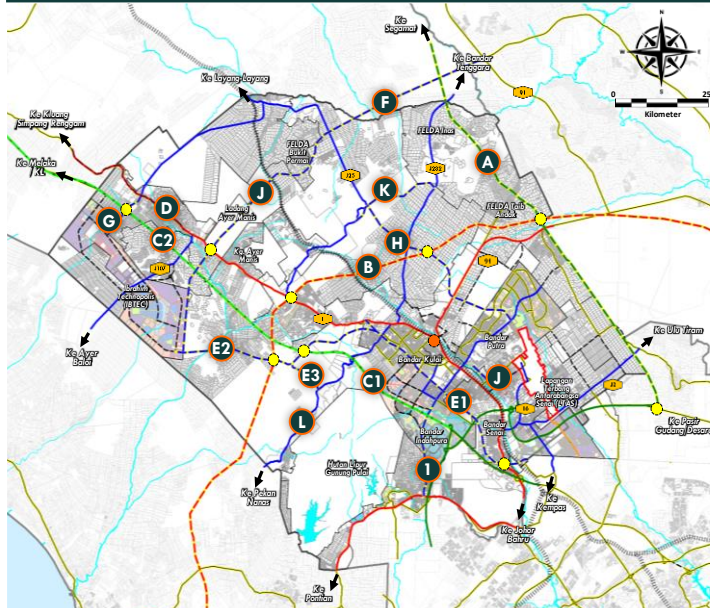 Ke
Segamat
N
W
E
S
0
25
Kilometer
Ke Bandar
Tenggara
91
Ke Layang-Layang
F
Ke Kluang
Simpang Renggam
FELDA
Bukit
Permai
FELDA Inas
A
Ke Melaka
KL
J25
J
K
G
D
Ladang
Ayer Manis
FELDA Taib
Andak
C2
H
Ke Ayer
Manis
B
94
J107
Ibrahim
Technopolis
(IBTEC)
1
Ke Ulu Tiram
Bandar
Putra
Ke Ayer
Baloi
E2
Bandar Kulai
E3
C1
J
Lapangan
Terbang
Antarabangsa
Senai (LTAS)
E1
L
Bandar
Senai
Ke Pasir
Gudang Desaru
Bandar
Indahpura
1
Hutan Lipur
Gunung Pulai
Ke Pekan
Nanas
Ke
Kempas
Ke Johor
Bahru
Ke
Pontian